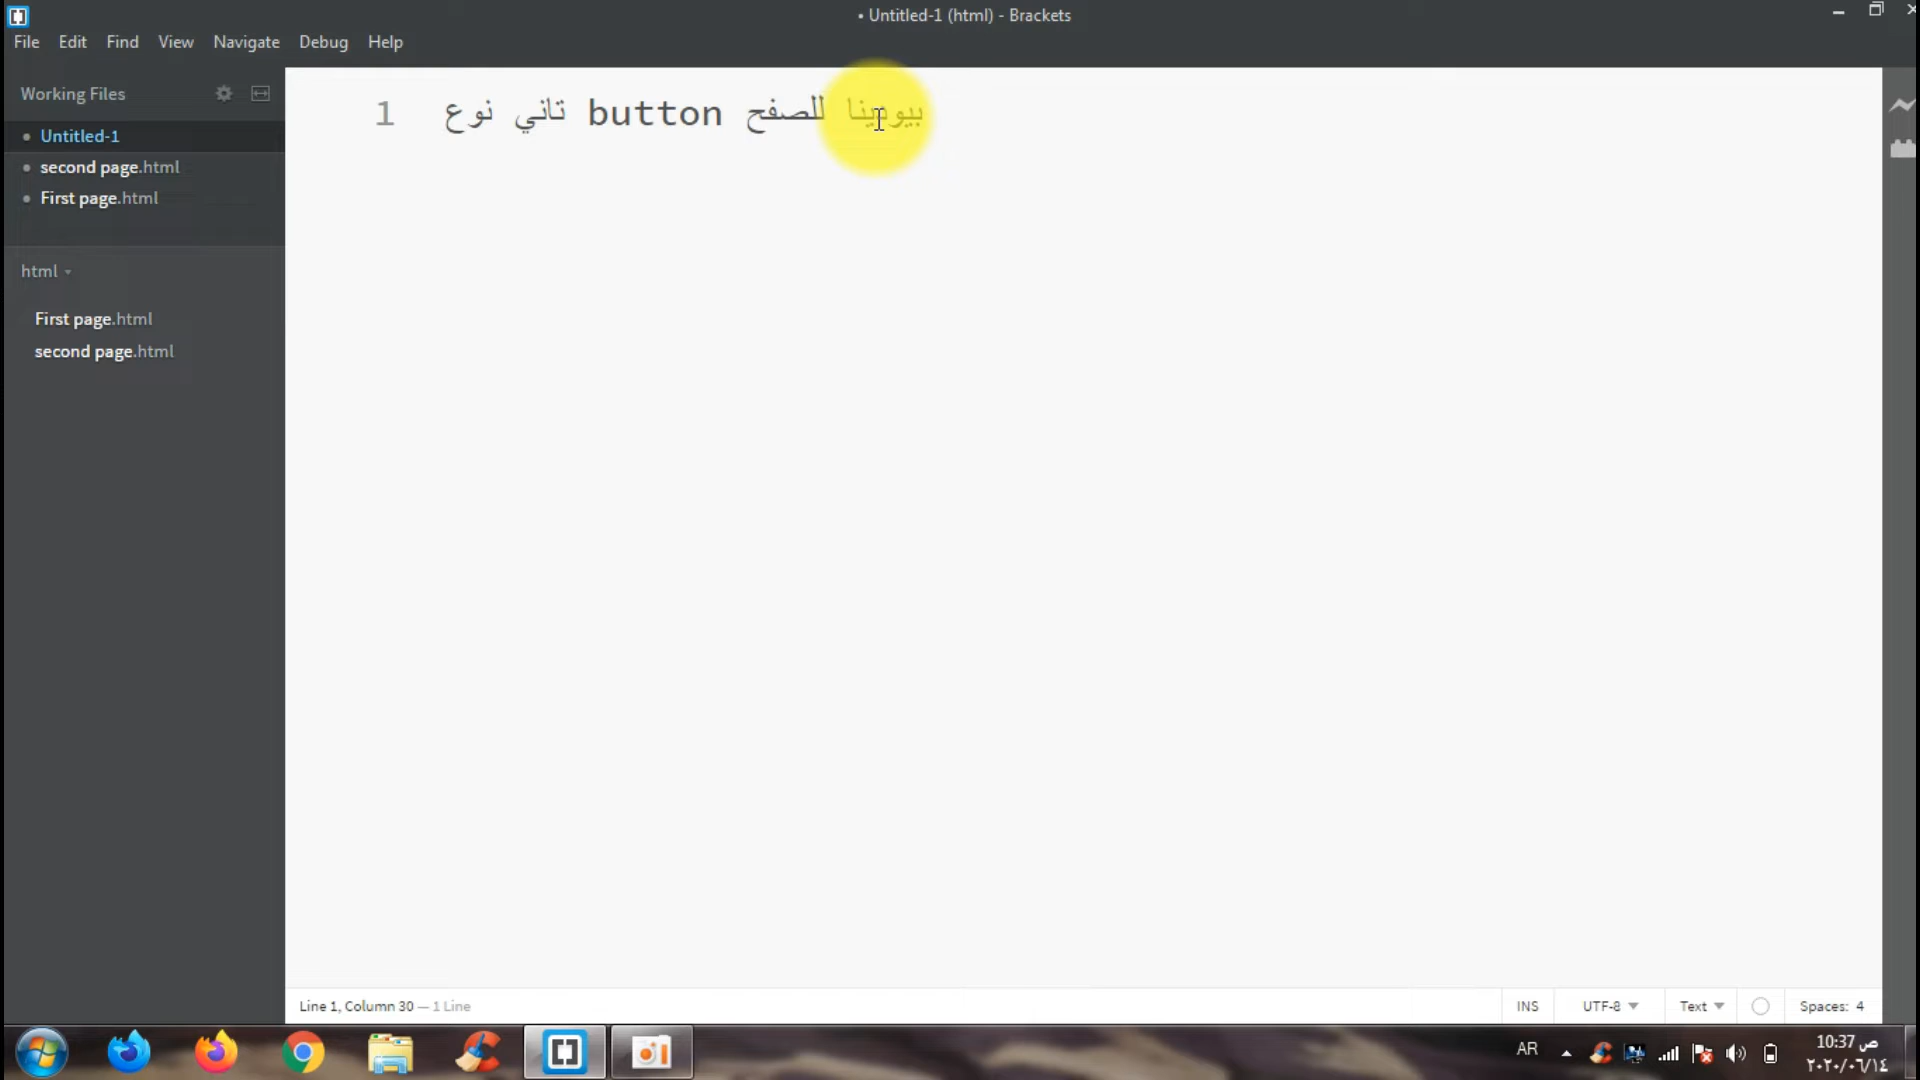 • Untitled-1 (html) - Brackets
File Edit Find View Navigate Debug Help
Working Files
Untitled-1
second page.html
First page.html
html
First page.html
second page.html
1
تاني نوع button بيودينا للصفح
Line 1, Column 30 — 1 Line
INS UTF-8 Text Spaces: 4
AR
10:37 ص
٢٠٢٠/٠٦/١٤